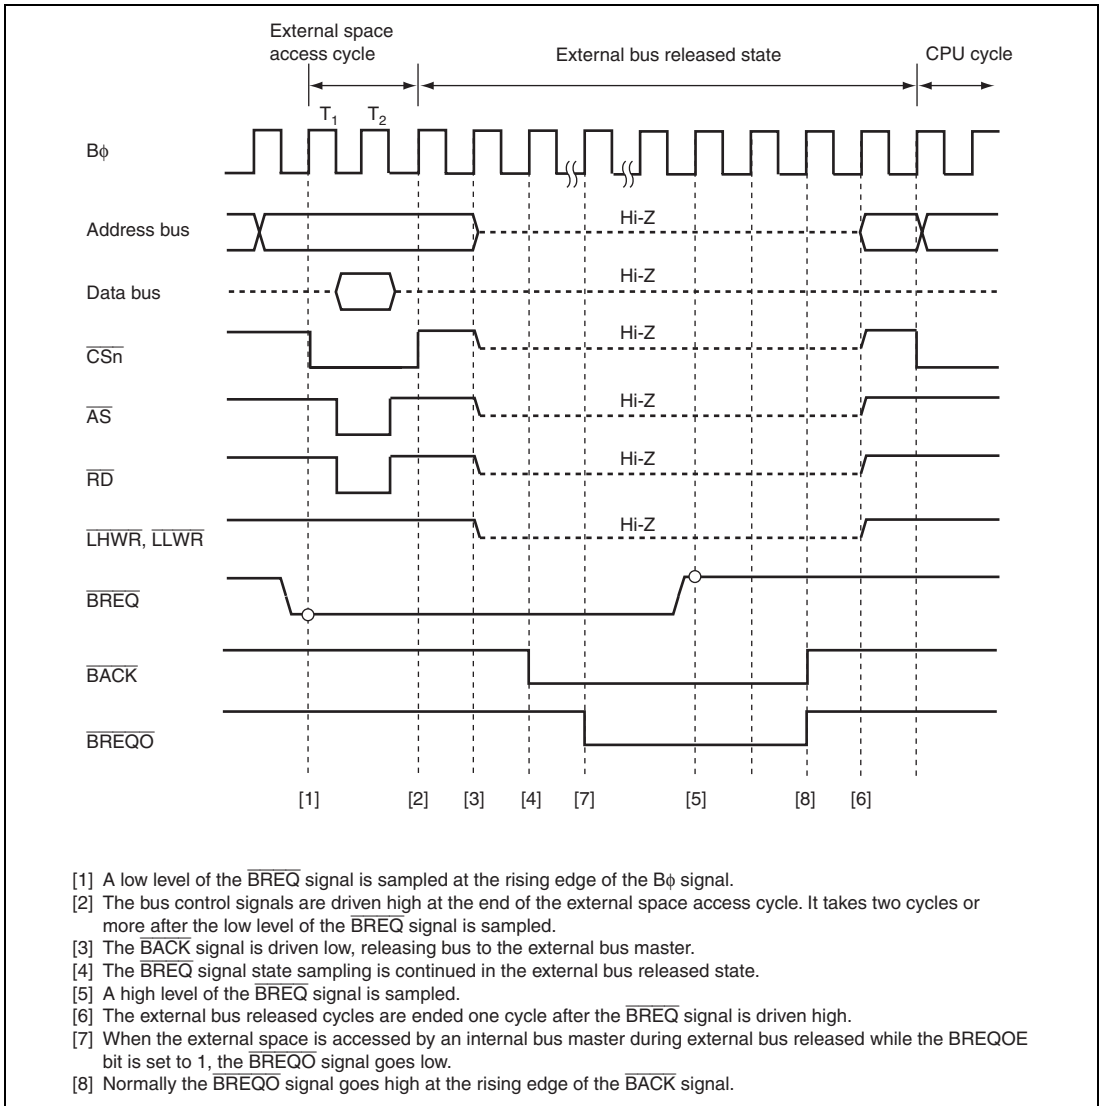 External space
access cycle
External bus released state
CPU cycle
T1
T2
Bφ
Address bus
Hi-Z
Data bus
Hi-Z
CSn
Hi-Z
AS
Hi-Z
RD
Hi-Z
LHWR, LLWR
Hi-Z
BREQ
BACK
BREQO
[1] [2] [3] [4] [7] [5] [8] [6]
[1] A low level of the BREQ signal is sampled at the rising edge of the Bφ signal.
[2] The bus control signals are driven high at the end of the external space access cycle. It takes two cycles or
more after the low level of the BREQ signal is sampled.
[3] The BACK signal is driven low, releasing bus to the external bus master.
[4] The BREQ signal state sampling is continued in the external bus released state.
[5] A high level of the BREQ signal is sampled.
[6] The external bus released cycles are ended one cycle after the BREQ signal is driven high.
[7] When the external space is accessed by an internal bus master during external bus released while the BREQOE
bit is set to 1, the BREQO signal goes low.
[8] Normally the BREQO signal goes high at the rising edge of the BACK signal.